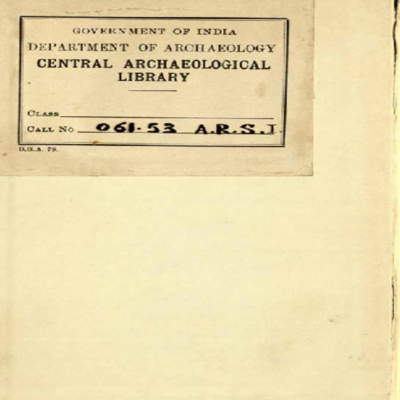 GOVERNMENT OF INDIA
DEPARTMENT OF ARCHAEOLOGY
CENTRAL ARCHAEOLOGICAL
LIBRARY
CLASS
CALL NO 061.53 A.R.S.I.
D.G.A. 79.